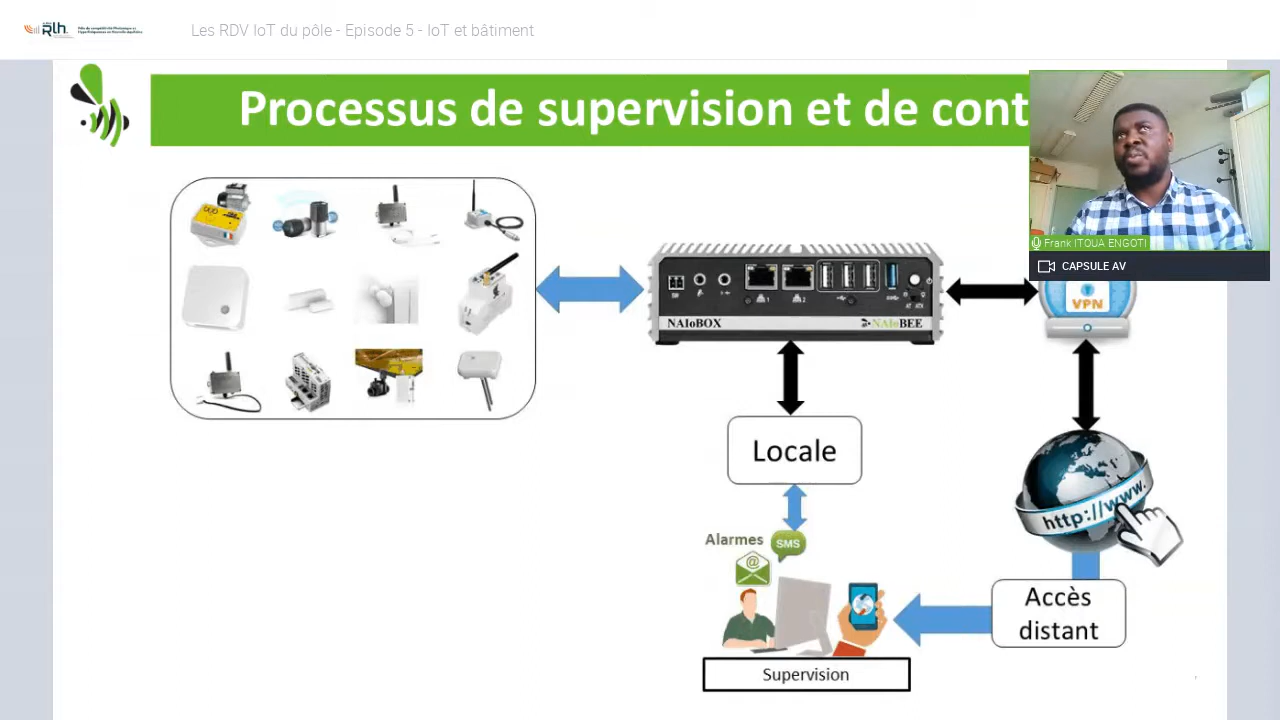 Rlh.
Les RDV IoT du pôle - Episode 5 - IoT et bâtiment
Processus de supervision et de cont
Frank ITOUA ENGOTI
CAPSULE AV
VPN
NAIoBOX
NAIoBEE
Locale
http://www.
Alarmes
SMS
@
Accès
distant
Supervision